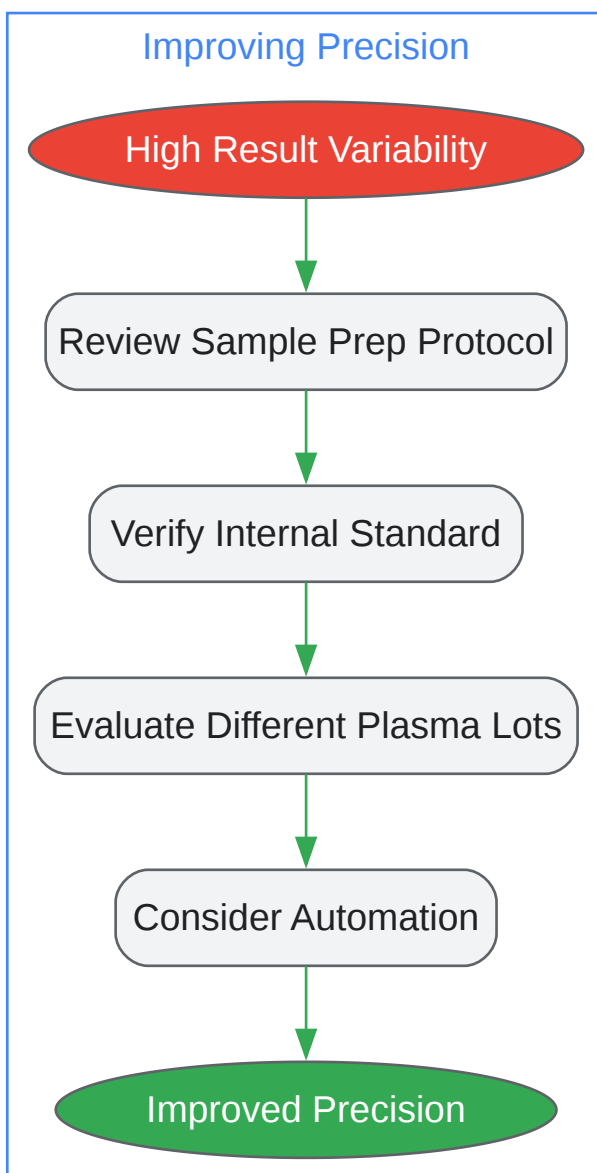 Improving Precision
High Result Variability
Review Sample Prep Protocol
Verify Internal Standard
Evaluate Different Plasma Lots
Consider Automation
Improved Precision